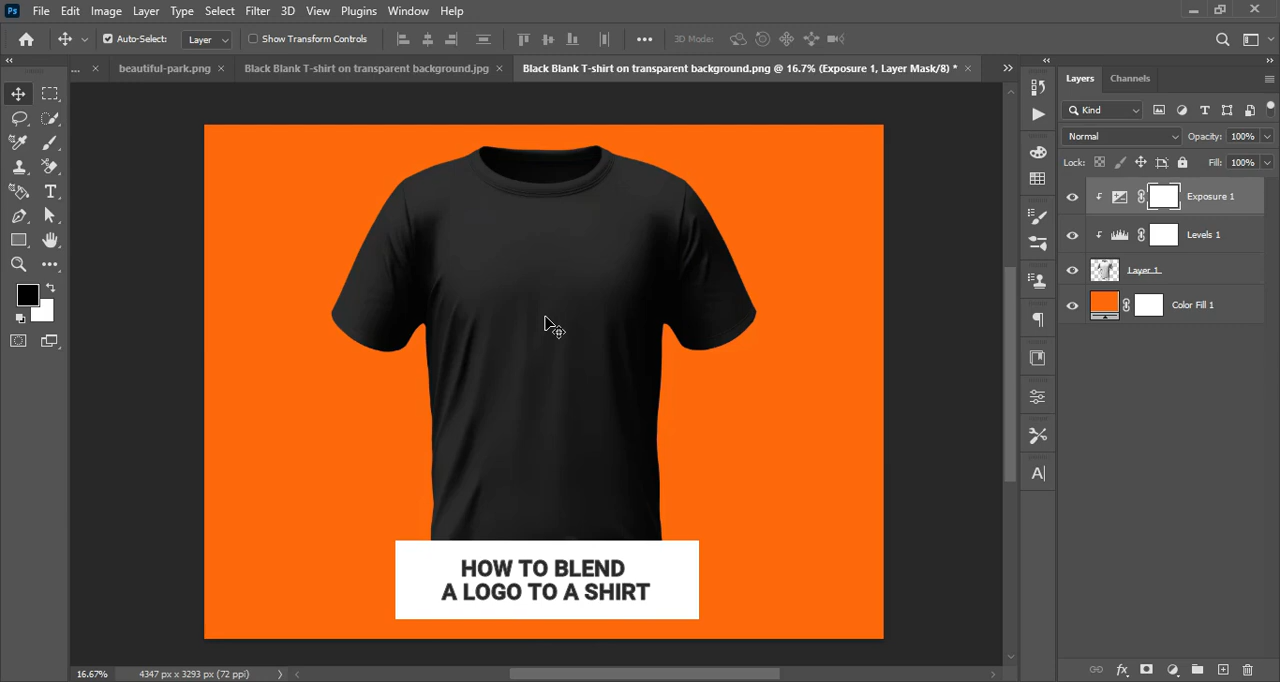 Ps File Edit Image Layer Type Select Filter 3D View Plugins Window Help
Auto-Select: Layer Show Transform Controls ••• 3D Mode:
... × beautiful-park.png × Black Blank T-shirt on transparent background.jpg × Black Blank T-shirt on transparent background.png @ 16.7% (Exposure 1, Layer Mask/8) * ×
Layers Channels
Kind
Normal Opacity: 100%
Lock: Fill: 100%
Exposure 1
Levels 1
Layer 1
Color Fill 1
HOW TO BLEND
A LOGO TO A SHIRT
16.67% 4347 px x 3293 px (72 ppi)